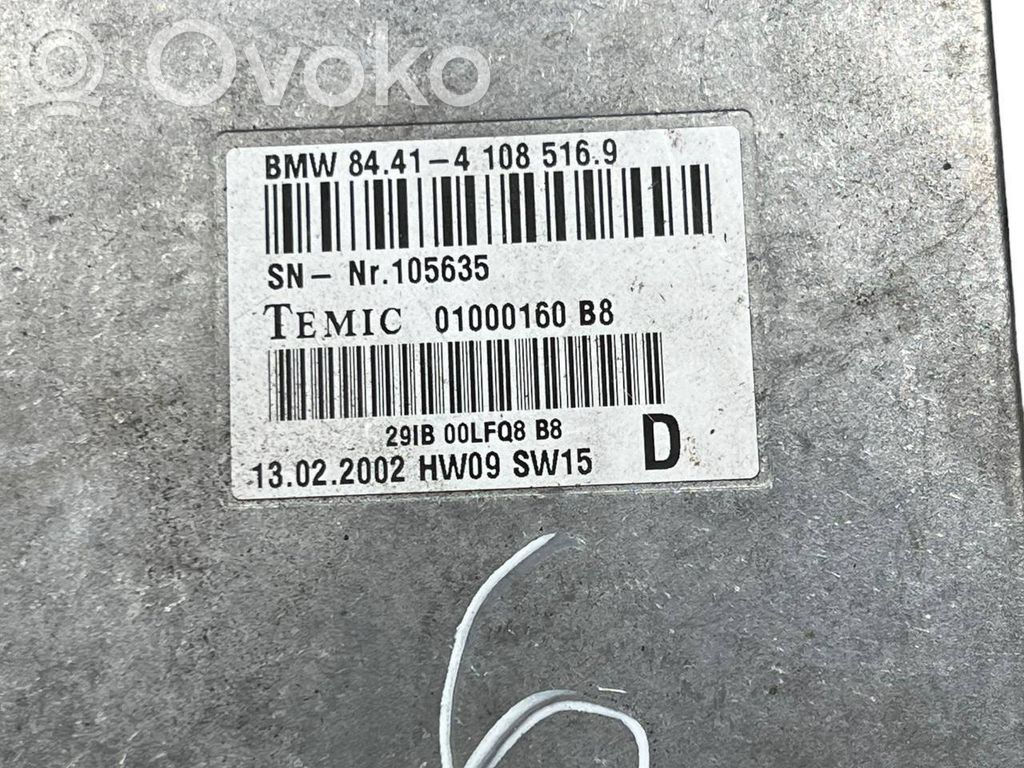 Ovoko
BMW 84.41-4 108 516.9
SN- Nr.105635
TEMIC 01000160 B8
29IB 00LFQ8 B8
13.02.2002 HW09 SW15 D